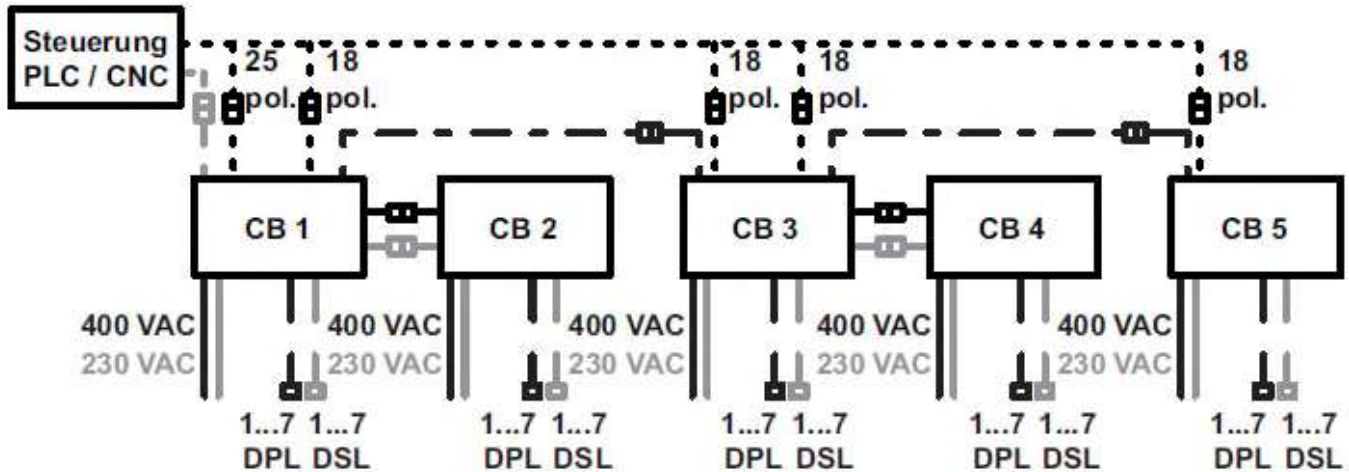 Steuerung
PLC / CNC
25
pol.
18
pol.
18
pol.
18
pol.
18
pol.
CB 1
CB 2
CB 3
CB 4
CB 5
400 VAC
230 VAC
400 VAC
230 VAC
400 VAC
230 VAC
400 VAC
230 VAC
400 VAC
230 VAC
1...7 1...7
DPL DSL
1...7 1...7
DPL DSL
1...7 1...7
DPL DSL
1...7 1...7
DPL DSL
1...7 1...7
DPL DSL